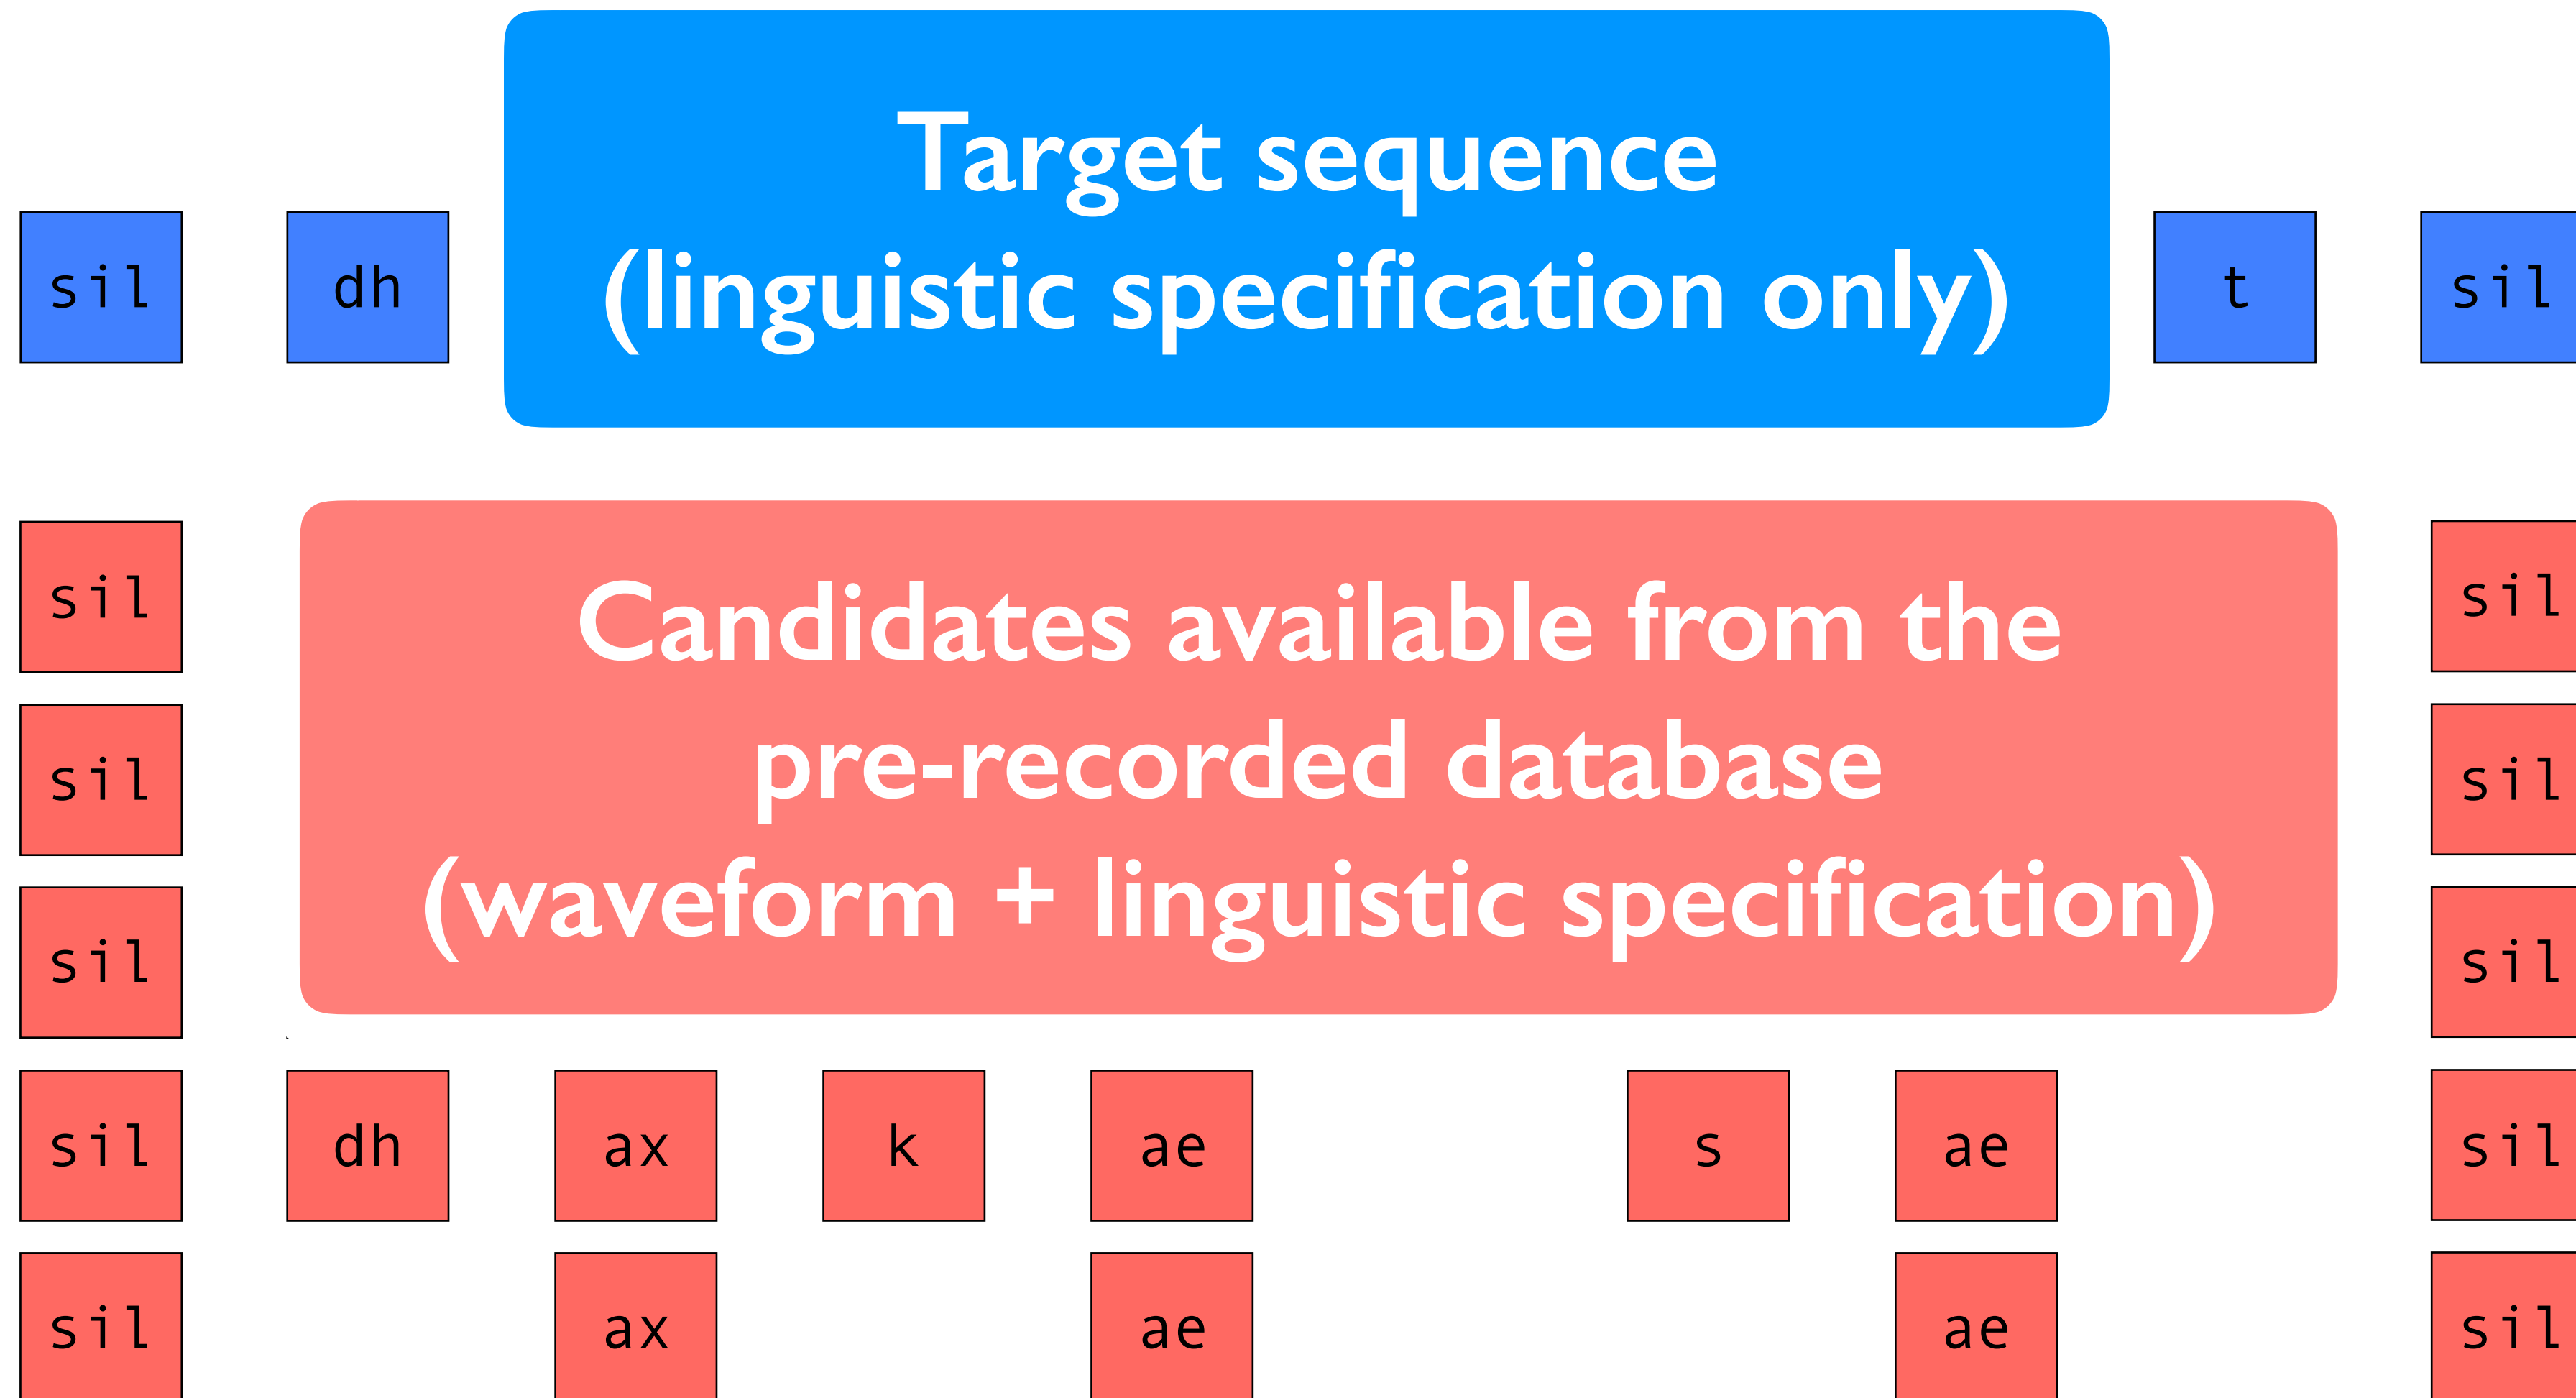 Target sequence
(linguistic specification only)
sil dh t sil
Candidates available from the
pre-recorded database
(waveform + linguistic specification)
sil sil
sil sil
sil sil
sil dh ax k ae s ae sil
sil ax ae ae sil